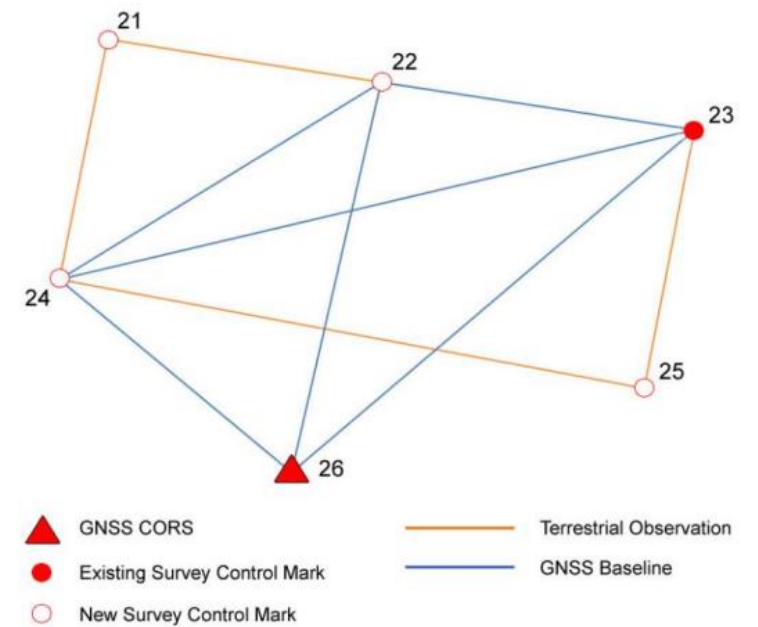 21
22
23
24
25
26
GNSS CORS
Terrestrial Observation
Existing Survey Control Mark
GNSS Baseline
New Survey Control Mark